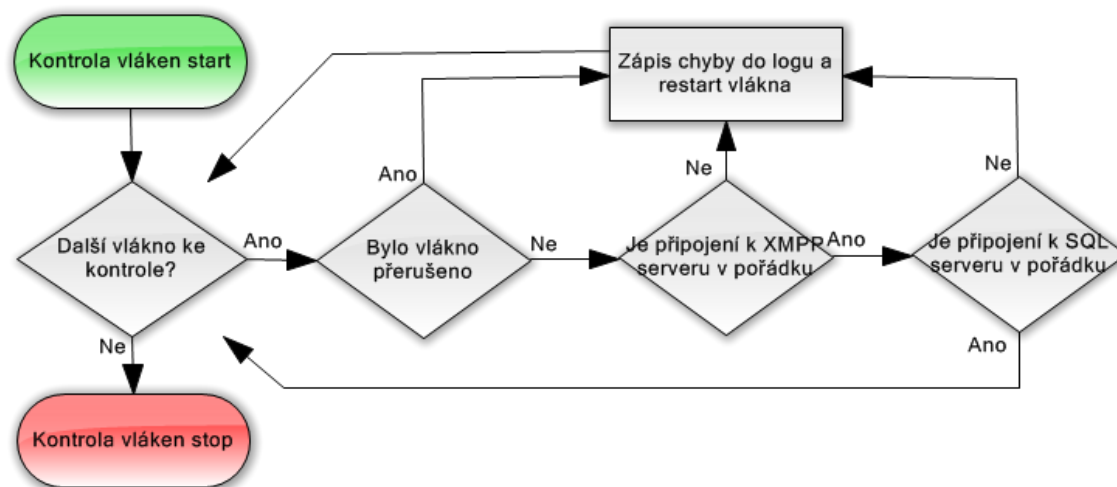 Kontrola vláken start
Zápis chyby do logu a
restart vlákna
Ano
Ne
Ne
Další vlákno ke
kontrole?
Ano
Bylo vlákno
přerušeno
Ne
Je připojení k XMPP
serveru v pořádku
Ano
Je připojení k SQL
serveru v pořádku
Ne
Ano
Kontrola vláken stop